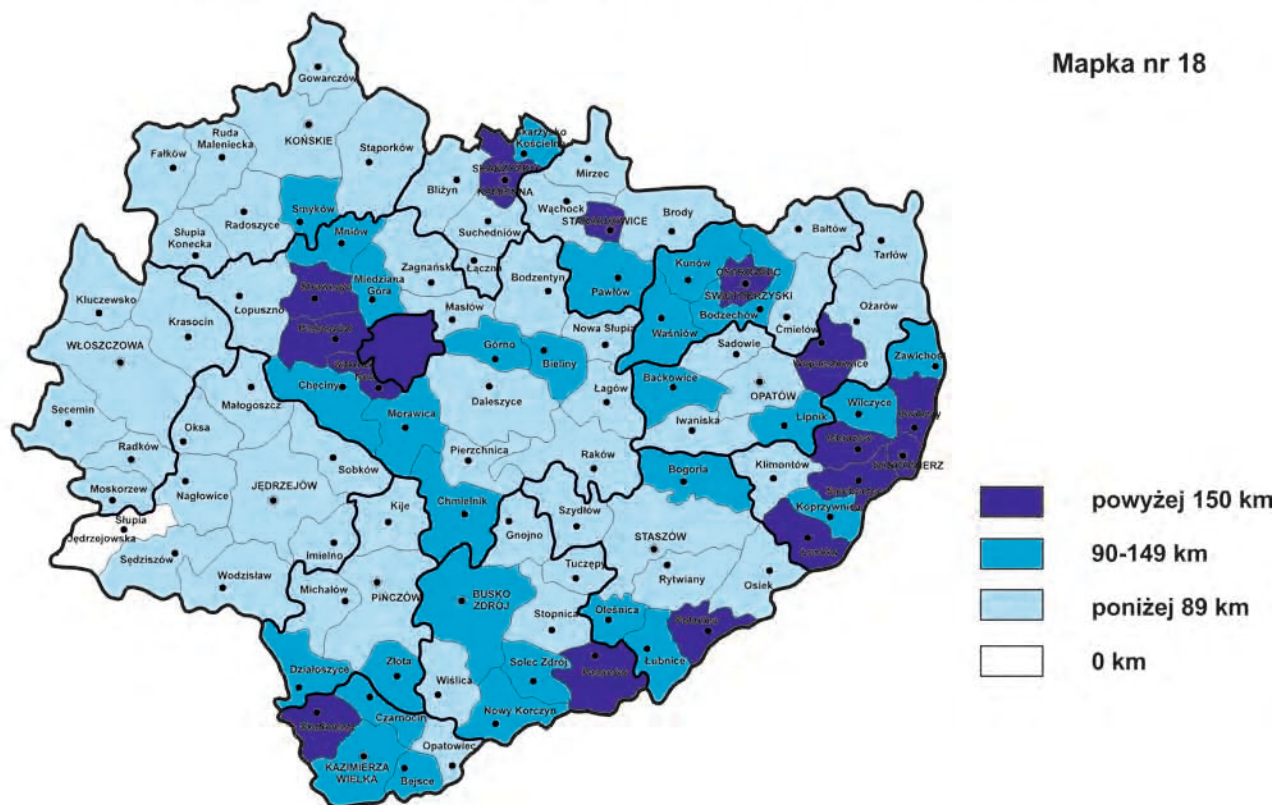 Mapka nr 18
Gowarczów
Ruda
Maleniecka
KOŃSKIE
Fałków
Stąporków
Skarżysko
Kościelne
Mirzec
Bliżyn
Smyków
Radoszyce
Słupia
Konecka
Wąchock
STARACHOWICE
Brody
Suchedniów
Bałtów
Tarłów
Mniów
Zagnańsk
Łączna
Bodzentyn
Pawłów
Kunów
OSTROWIEC
ŚWIĘTOKRZYSKI
Bodzechów
Ćmielów
Ożarów
Kluczewsko
Krasocin
Łopuszno
Miedziana
Góra
Masłów
Nowa Słupia
Waśniów
Sadowie
WŁOSZCZOWA
Górno
Bieliny
Zawichost
Chęciny
Baćkowice
OPATÓW
Wilczyce
Małogoszcz
Daleszyce
Łagów
Lipnik
Iwaniska
Secemin
Oksa
Morawica
Radków
Sobków
Pierzchnica
Raków
Klimontów
Moskorzew
Nagłowice
JĘDRZEJÓW
Bogoria
Koprzywnica
Słupia
Jędrzejowska
Kije
Chmielnik
Szydłów
Gnojno
STASZÓW
Sędziszów
Imielno
Tuczępy
Rytwiany
Osiek
Wodzisław
Michałów
PIŃCZÓW
BUSKO
ZDRÓJ
Stopnica
Oleśnica
Łubnice
Działoszyce
Złota
Wiślica
Solec Zdrój
Czarnocin
Nowy Korczyn
Opatowiec
KAZIMIERZA
WIELKA
Bejsce
powyżej 150 km
90-149 km
poniżej 89 km
0 km